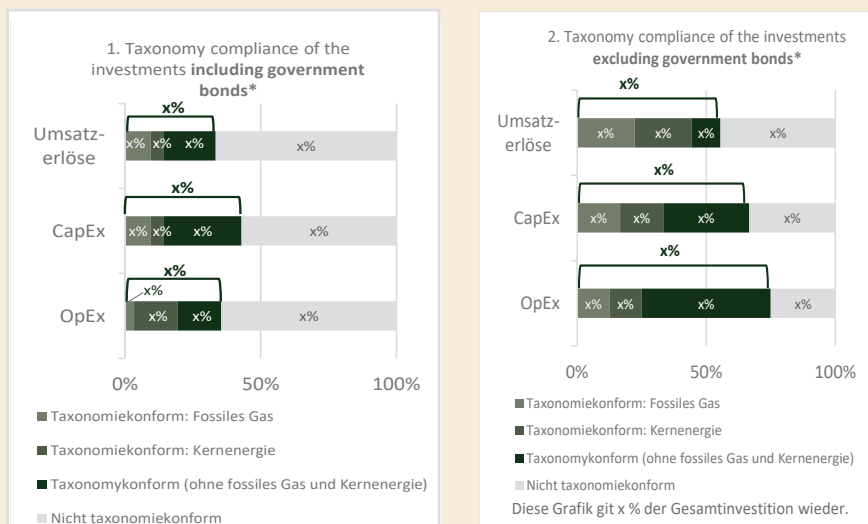 1. Taxonomy compliance of the
investments including government
bonds*
x%
Umsatz-
erlöse
x% x% x% x%
x%
CapEx
x% x% x% x%
x%
x%
OpEx
x% x% x%
0% 50% 100%
Taxonomiekonform: Fossiles Gas
Taxonomiekonform: Kernenergie
Taxonomykonform (ohne fossiles Gas und Kernenergie)
Nicht taxonomiekonform
2. Taxonomy compliance of the investments
excluding government bonds*
x%
Umsatz-
erlöse
x% x% x% x%
x%
CapEx
x% x% x% x%
x%
OpEx
x% x% x% x%
0% 50% 100%
Taxonomiekonform: Fossiles Gas
Taxonomiekonform: Kernenergie
Taxonomykonform (ohne fossiles Gas und Kernenergie)
Nicht taxonomiekonform
Diese Grafik git x % der Gesamtinvestition wieder.